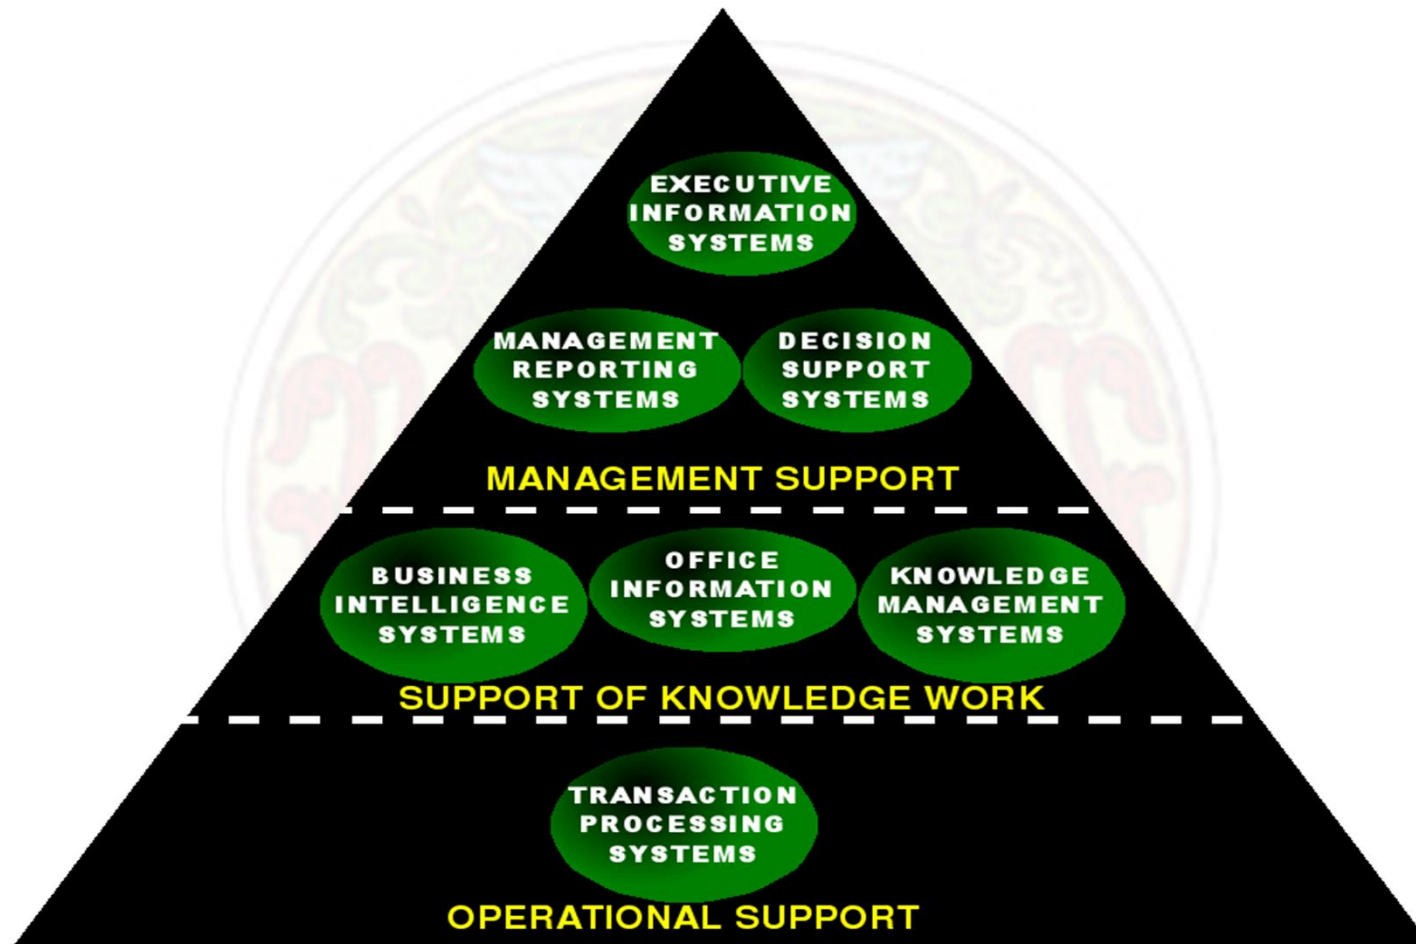 EXECUTIVE
INFORMATION
SYSTEMS
MANAGEMENT
REPORTING
SYSTEMS
DECISION
SUPPORT
SYSTEMS
MANAGEMENT SUPPORT
BUSINESS
INTELLIGENCE
SYSTEMS
OFFICE
INFORMATION
SYSTEMS
KNOWLEDGE
MANAGEMENT
SYSTEMS
SUPPORT OF KNOWLEDGE WORK
TRANSACTION
PROCESSING
SYSTEMS
OPERATIONAL SUPPORT